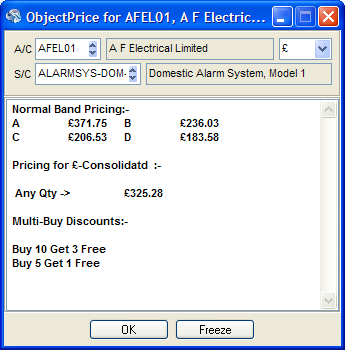 ObjectPrice for AFEL01, A F Electric...
A/C AFEL01 A F Electrical Limited £
S/C ALARMSYS-DOM- Domestic Alarm System, Model 1
Normal Band Pricing:-
A £371.75 B £236.03
C £206.53 D £183.58
Pricing for £-Consolidatd :-
Any Qty -> £325.28
Multi-Buy Discounts:-
Buy 10 Get 3 Free
Buy 5 Get 1 Free
OK Freeze